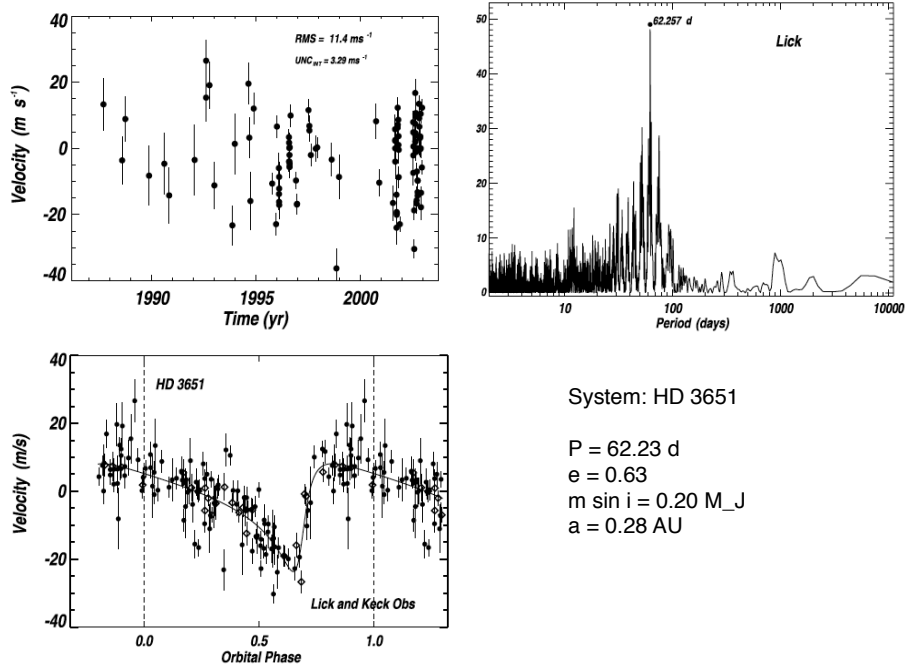 RMS = 11.4 ms⁻¹
UNC_INT = 3.29 ms⁻¹
40
20
0
-20
-40
Velocity (m s⁻¹)
1990
1995
2000
Time (yr)
62.257 d
Lick
50
40
30
20
10
0
10
100
1000
10000
Period (days)
HD 3651
40
20
0
-20
-40
Velocity (m/s)
Lick and Keck Obs
0.0
0.5
1.0
Orbital Phase
System: HD 3651
P = 62.23 d
e = 0.63
m sin i = 0.20 M_J
a = 0.28 AU